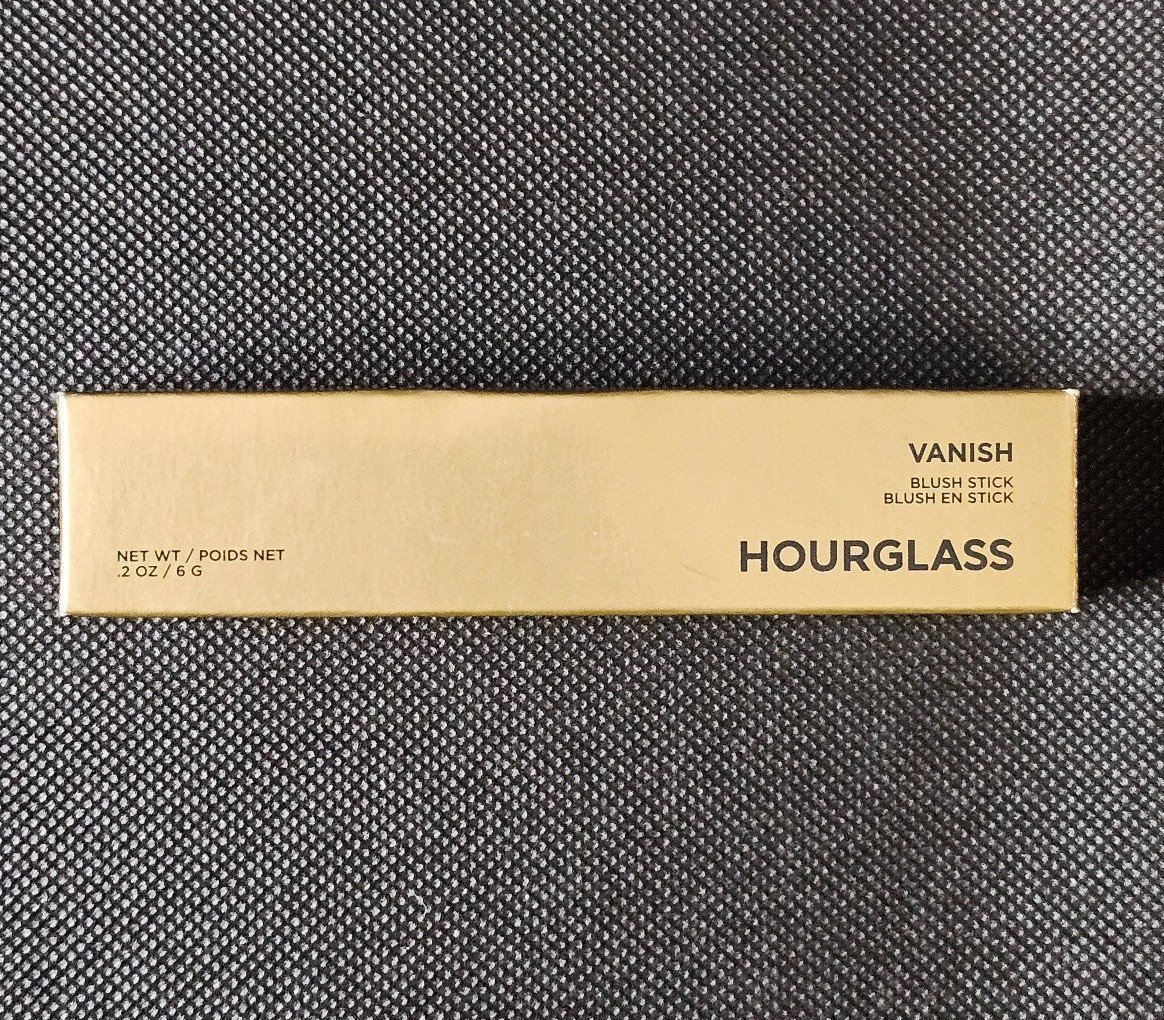 VANISH
BLUSH STICK
BLUSH EN STICK
HOURGLASS
NET WT / POIDS NET
.2 OZ / 6 G